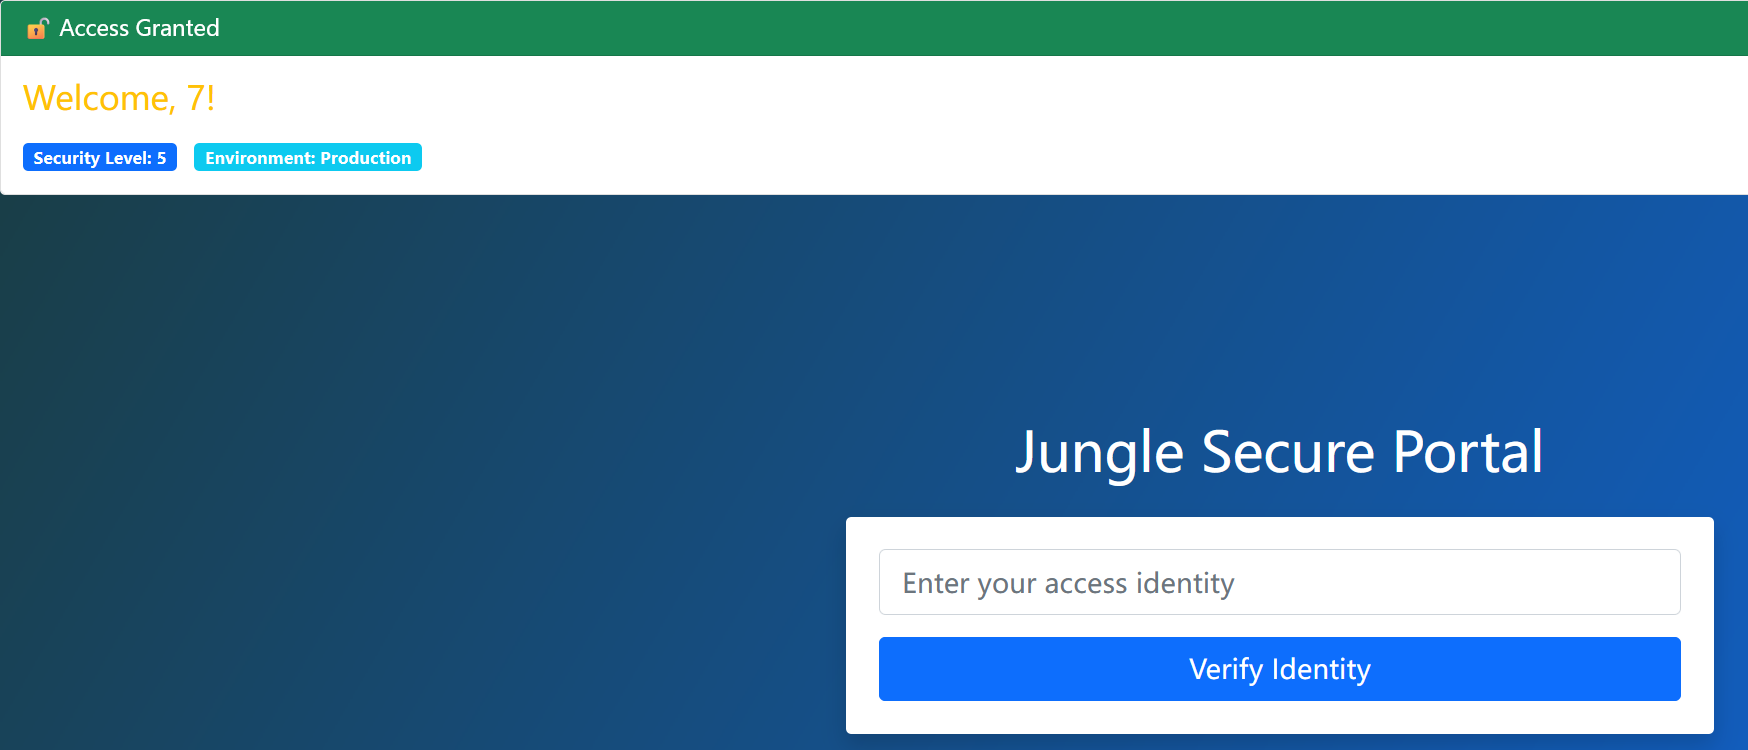 Access Granted
Welcome, 7!
Security Level: 5 Environment: Production
Jungle Secure Portal
Enter your access identity
Verify Identity